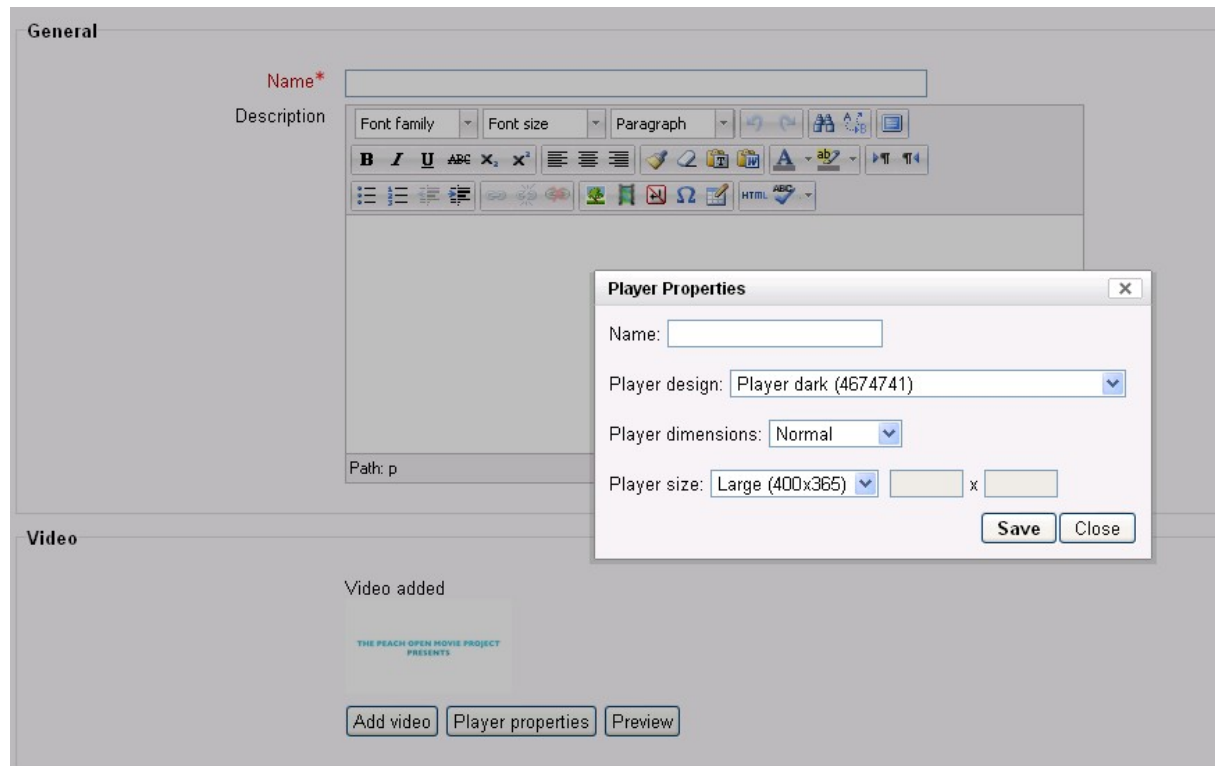 General
Name*
Description
Font family Font size Paragraph
B I U ABC x₂ x² A ab
HTML ABC
Path: p
Player Properties
Name:
Player design: Player dark (4674741)
Player dimensions: Normal
Player size: Large (400x365) x
Save Close
Video
Video added
THE PEACH OPEN MOVIE PROJECT
PRESENTS
Add video Player properties Preview